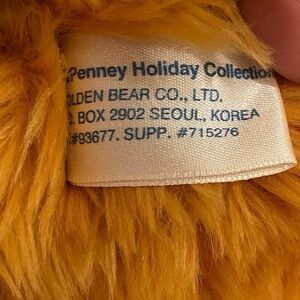 Penney Holiday Collection
OLDEN BEAR CO., LTD.
. BOX 2902 SEOUL, KOREA
#93677. SUPP. #715276